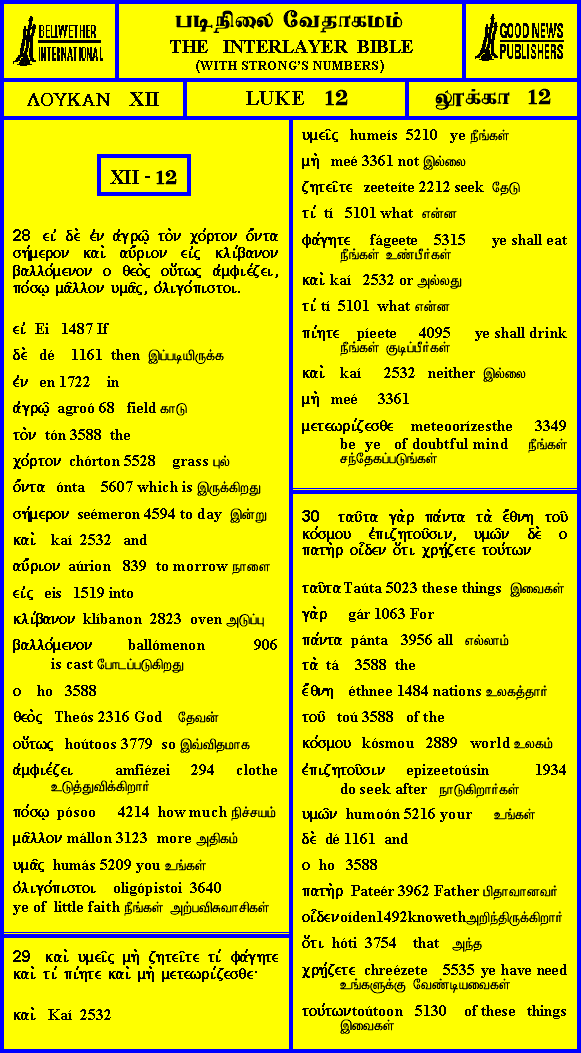 BELLWETHER
INTERNATIONAL
படிநிலை வேதாகமம்
THE INTERLAYER BIBLE
(WITH STRONG'S NUMBERS)
GOOD NEWS
PUBLISHERS
ΛΟΥΚΑΝ XII
LUKE 12
லூக்கா 12
XII - 12
28 εἰ δὲ ἐν ἀγρῷ τὸν χόρτον ὄντα
σήμερον καὶ αὔριον εἰς κλίβανον
βαλλόμενον ο θεὸς οὕτως ἀμφιέζει,
πόσῳ μᾶλλον υμᾶς, ὀλιγόπιστοι.
εἰ Ei 1487 If
δὲ dé 1161 then இப்படியிருக்க
ἐν en 1722 in
ἀγρῷ agroó 68 field காடு
τὸν tón 3588 the
χόρτον chórton 5528 grass புல்
ὄντα ónta 5607 which is இருக்கிறது
σήμερον seémeron 4594 to day இன்று
καὶ kaí 2532 and
αὔριον aúrion 839 to morrow நாளை
εἰς eis 1519 into
κλίβανον klíbanon 2823 oven அடுப்பு
βαλλόμενον ballómenon 906
is cast போடப்படுகிறது
ο ho 3588
θεὸς Theós 2316 God தேவன்
οὕτως hoútoos 3779 so இவ்விதமாக
ἀμφιέζει amfiézei 294 clothe
உடுத்துவிக்கிறார்
πόσῳ pósoo 4214 how much நிச்சயம்
μᾶλλον mállon 3123 more அதிகம்
υμᾶς humás 5209 you உங்கள்
ὀλιγόπιστοι oligópistoi 3640
ye of little faith நீங்கள் அற்பவிசுவாசிகள்
29 καὶ υμεῖς μὴ ζητεῖτε τί φάγητε
καὶ τί πίητε καὶ μὴ μετεωρίζεσθε·
καὶ Kaí 2532
υμεῖς humeís 5210 ye நீங்கள்
μὴ meé 3361 not இல்லை
ζητεῖτε zeeteíte 2212 seek தேடு
τί tí 5101 what என்ன
φάγητε fágeete 5315 ye shall eat
நீங்கள் உண்பீர்கள்
καὶ kaí 2532 or அல்லது
τί tí 5101 what என்ன
πίητε píeete 4095 ye shall drink
நீங்கள் குடிப்பீர்கள்
καὶ kaí 2532 neither இல்லை
μὴ meé 3361
μετεωρίζεσθε meteoorízesthe 3349
be ye of doubtful mind நீங்கள்
சந்தேகப்படுங்கள்
30 ταῦτα γὰρ πάντα τὰ ἔθνη τοῦ
κόσμου ἐπιζητοῦσιν, υμῶν δὲ ο
πατὴρ οἶδεν ὅτι χρῄζετε τούτων
ταῦτα Taúta 5023 these things இவைகள்
γὰρ gár 1063 For
πάντα pánta 3956 all எல்லாம்
τὰ tá 3588 the
ἔθνη éthnee 1484 nations உலகத்தார்
τοῦ toú 3588 of the
κόσμου kósmou 2889 world உலகம்
ἐπιζητοῦσιν epizeetoúsin 1934
do seek after நாடுகிறார்கள்
υμῶν humoón 5216 your உங்கள்
δὲ dé 1161 and
ο ho 3588
πατὴρ Pateér 3962 Father பிதாவானவர்
οἶδεν oíden 1492 knoweth அறிந்திருக்கிறார்
ὅτι hóti 3754 that அந்த
χρῄζετε chreézete 5535 ye have need
உங்களுக்கு வேண்டியவைகள்
τούτων toútoon 5130 of these things
இவைகள்